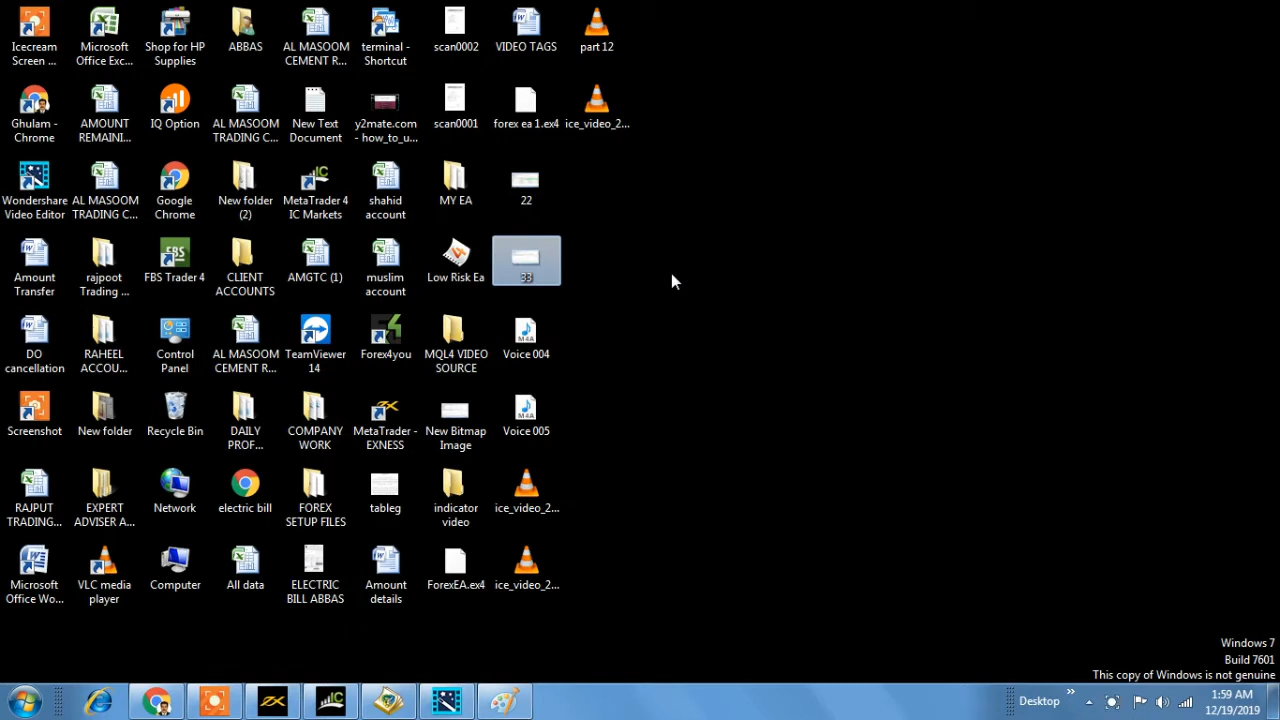 Icecream
Screen ...
Microsoft
Office Exc...
Shop for HP
Supplies
ABBAS
AL MASOOM
CEMENT R...
terminal -
Shortcut
scan0002
VIDEO TAGS
part 12
Ghulam -
Chrome
AMOUNT
REMAINI...
IQ Option
AL MASOOM
TRADING C...
New Text
Document
y2mate.com
- how_to_u...
scan0001
forex ea 1.ex4
ice_video_2...
Wondershare
Video Editor
AL MASOOM
TRADING C...
Google
Chrome
New folder
(2)
MetaTrader 4
IC Markets
shahid
account
MY EA
22
Amount
Transfer
rajpoot
Trading ...
FBS
FBS Trader 4
CLIENT
ACCOUNTS
AMGTC (1)
muslim
account
Low Risk Ea
33
DO
cancellation
RAHEEL
ACCOU...
Control
Panel
AL MASOOM
CEMENT R...
TeamViewer
14
Forex4you
MQL4 VIDEO
SOURCE
M4A
Voice 004
Screenshot
New folder
Recycle Bin
DAILY
PROF...
COMPANY
WORK
MetaTrader -
EXNESS
New Bitmap
Image
M4A
Voice 005
RAJPUT
TRADING...
EXPERT
ADVISER A...
Network
electric bill
FOREX
SETUP FILES
tableg
indicator
video
ice_video_2...
Microsoft
Office Wo...
VLC media
player
Computer
All data
ELECTRIC
BILL ABBAS
Amount
details
ForexEA.ex4
ice_video_2...
Windows 7
Build 7601
This copy of Windows is not genuine
Desktop
1:59 AM
12/19/2019